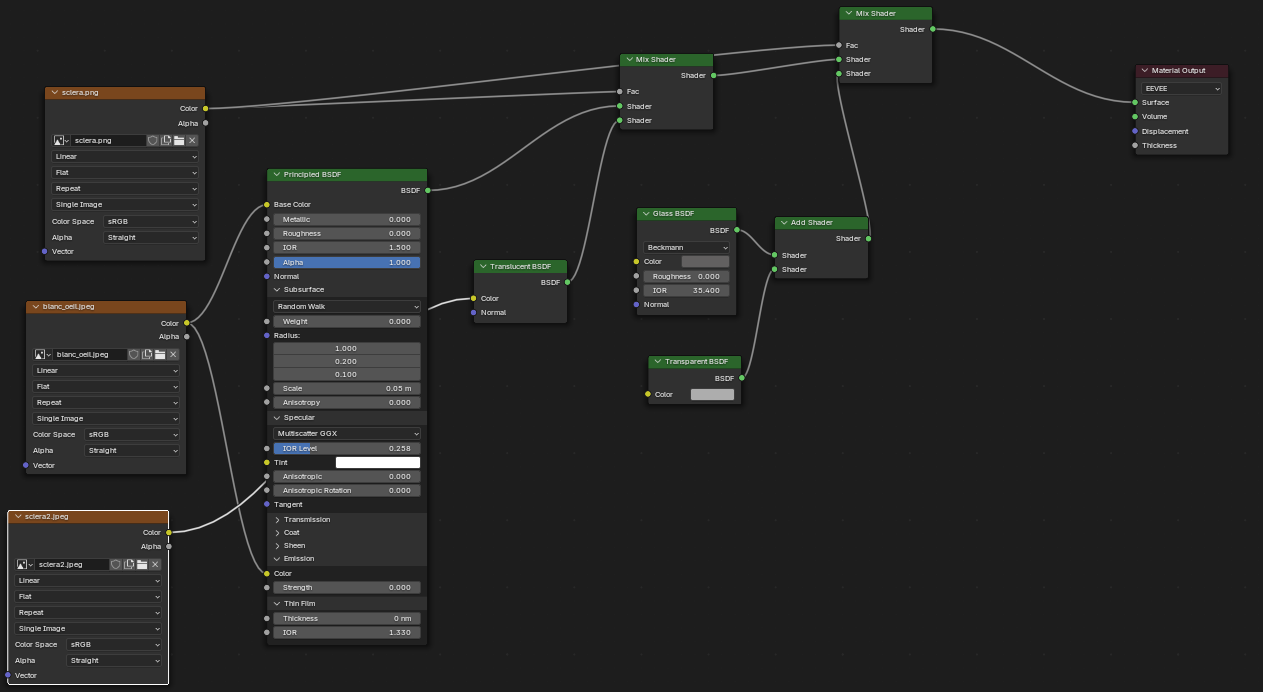 Mix Shader
Shader
Fac
Shader
Shader
Mix Shader
Shader
Fac
Shader
Shader
Material Output
EEVEE
Surface
Volume
Displacement
Thickness
sclera.png
Color
Alpha
sclera.png
Linear
Flat
Repeat
Single Image
Color Space sRGB
Alpha Straight
Vector
Principled BSDF
BSDF
Base Color
Metallic 0.000
Roughness 0.000
IOR 1.500
Alpha 1.000
Normal
Subsurface
Random Walk
Weight 0.000
Radius:
1.000
0.200
0.100
Scale 0.05 m
Anisotropy 0.000
Specular
Multiscatter GGX
IOR Level 0.258
Tint
Anisotropic 0.000
Anisotropic Rotation 0.000
Tangent
Transmission
Coat
Sheen
Emission
Color
Strength 0.000
Thin Film
Thickness 0 nm
IOR 1.330
Translucent BSDF
BSDF
Color
Normal
Glass BSDF
BSDF
Beckmann
Color
Roughness 0.000
IOR 35.400
Normal
Add Shader
Shader
Shader
Shader
Transparent BSDF
BSDF
Color
blanc_oeil.jpeg
Color
Alpha
blanc_oeil.jpeg
Linear
Flat
Repeat
Single Image
Color Space sRGB
Alpha Straight
Vector
sclera2.jpeg
Color
Alpha
sclera2.jpeg
Linear
Flat
Repeat
Single Image
Color Space sRGB
Alpha Straight
Vector